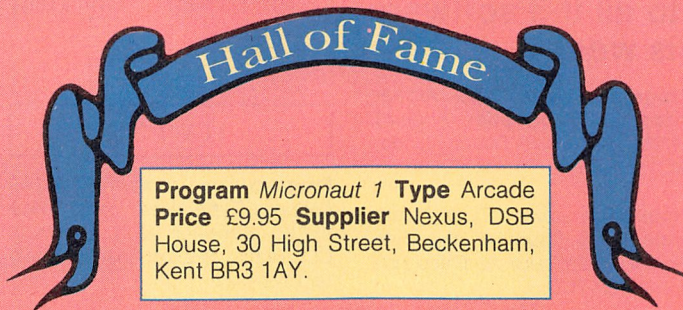 Hall of Fame
Program Micronaut 1 Type Arcade
Price £9.95 Supplier Nexus, DSB
House, 30 High Street, Beckenham,
Kent BR3 1AY.